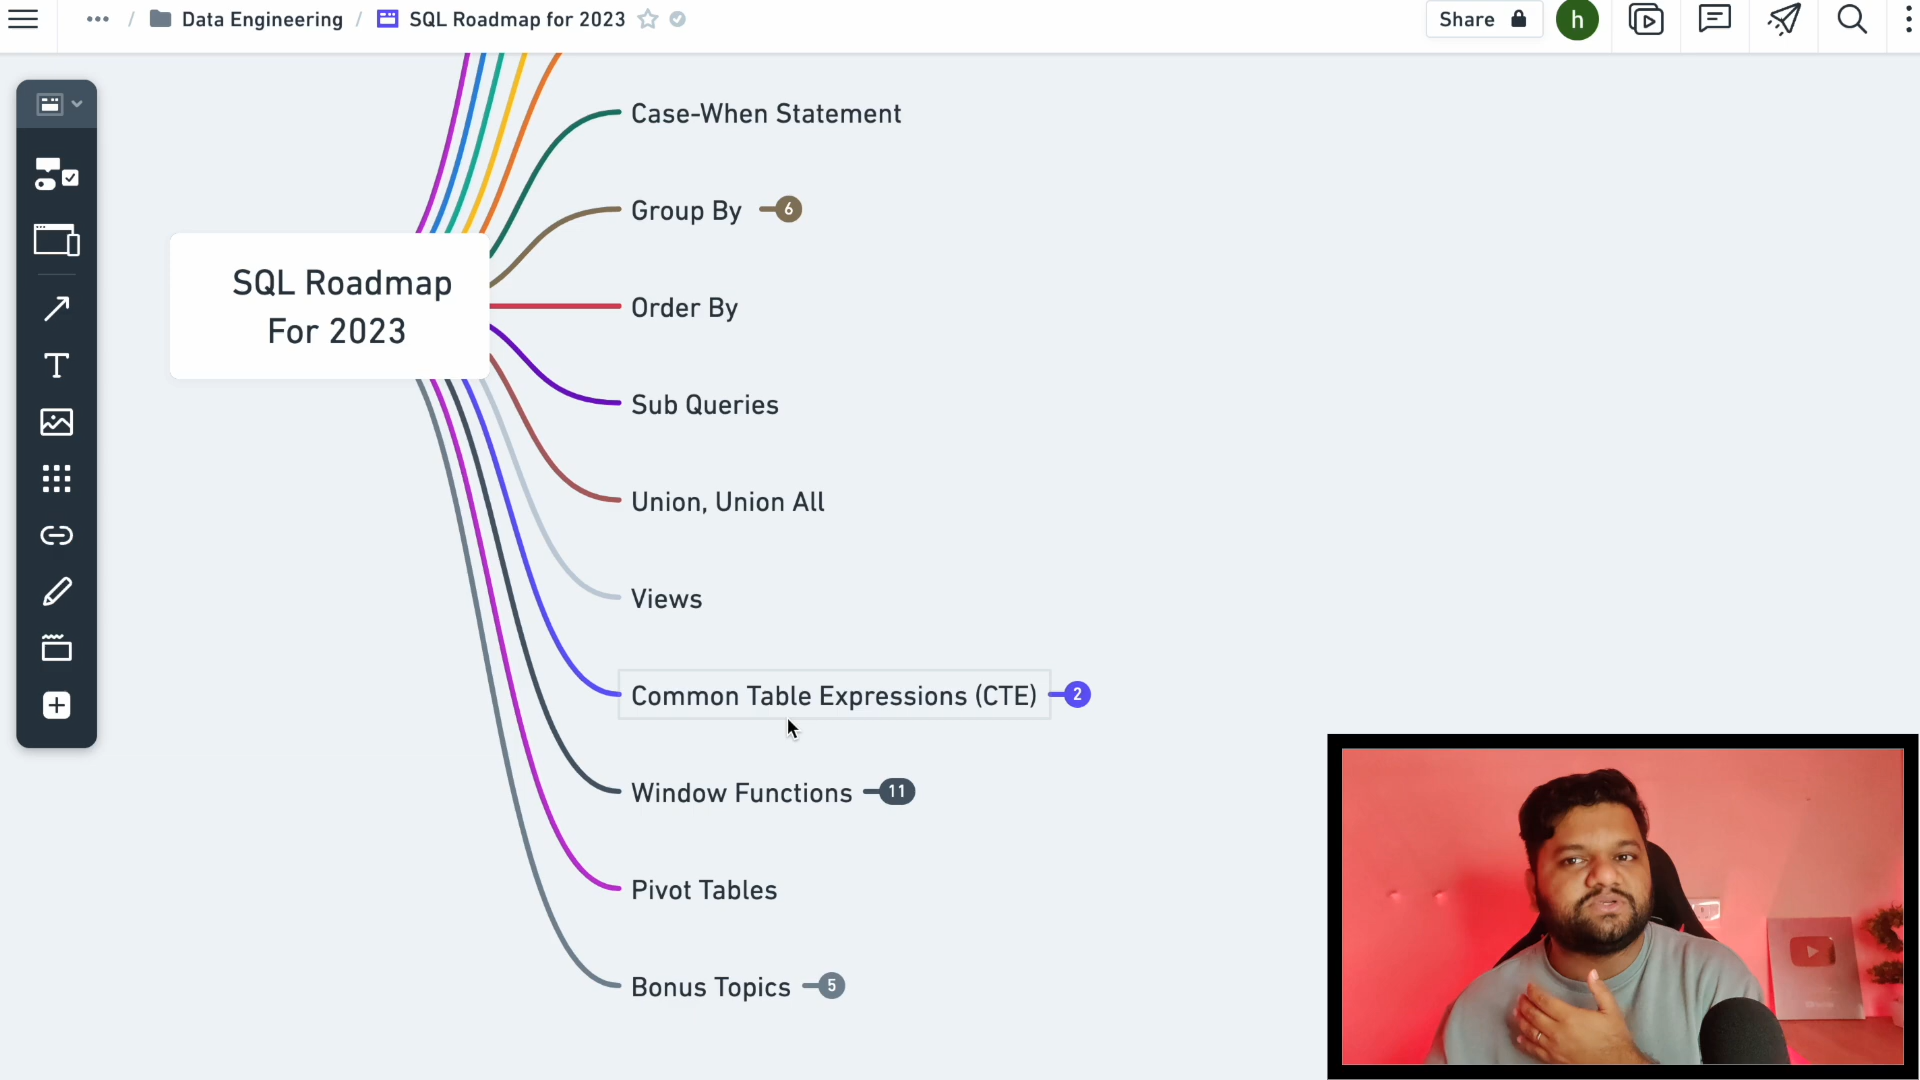 ... / Data Engineering / SQL Roadmap for 2023
Share
h
Case-When Statement
Group By 6
SQL Roadmap
For 2023
Order By
Sub Queries
Union, Union All
Views
Common Table Expressions (CTE) 2
Window Functions 11
Pivot Tables
Bonus Topics 5